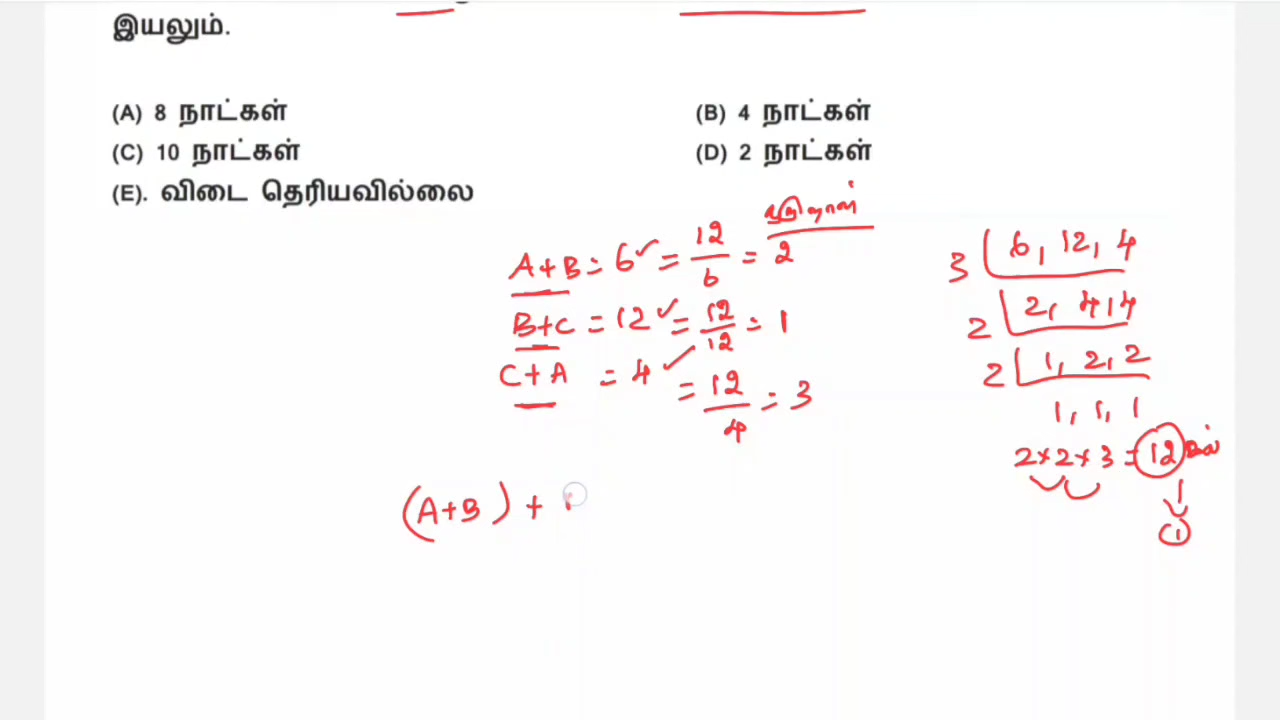 இயலும்.
(A) 8 நாட்கள் (B) 4 நாட்கள்
(C) 10 நாட்கள் (D) 2 நாட்கள்
(E). விடை தெரியவில்லை
A+B = 6 ✓ = 12/6 = 2
B+C = 12 ✓ = 12/12 = 1
C+A = 4 ✓ = 12/4 = 3
3 | 6, 12, 4
2 | 2, 4, 4
2 | 1, 2, 2
1, 1, 1
2×2×3 = 12
1
(A+B) +